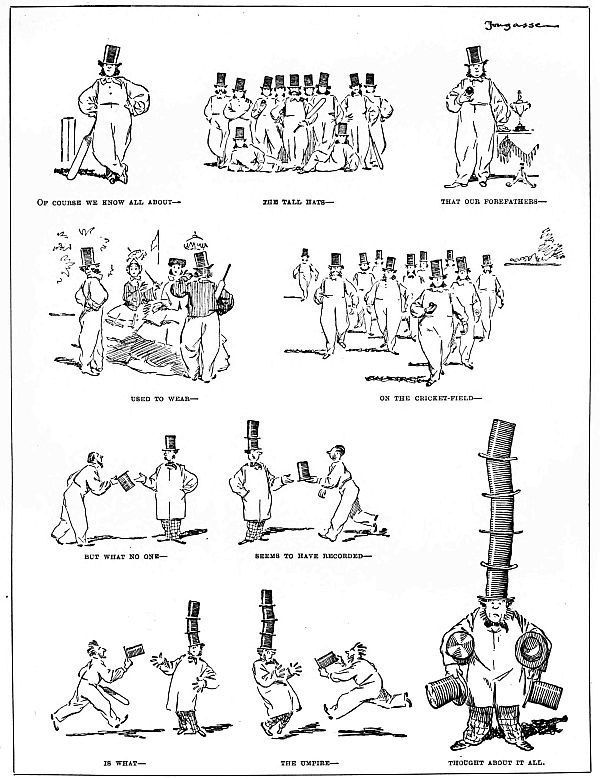 Fougasse
Of course we know all about—
the tall hats—
that our forefathers—
used to wear—
on the cricket-field—
but what no one—
seems to have recorded—
is what—
the umpire—
thought about it all.